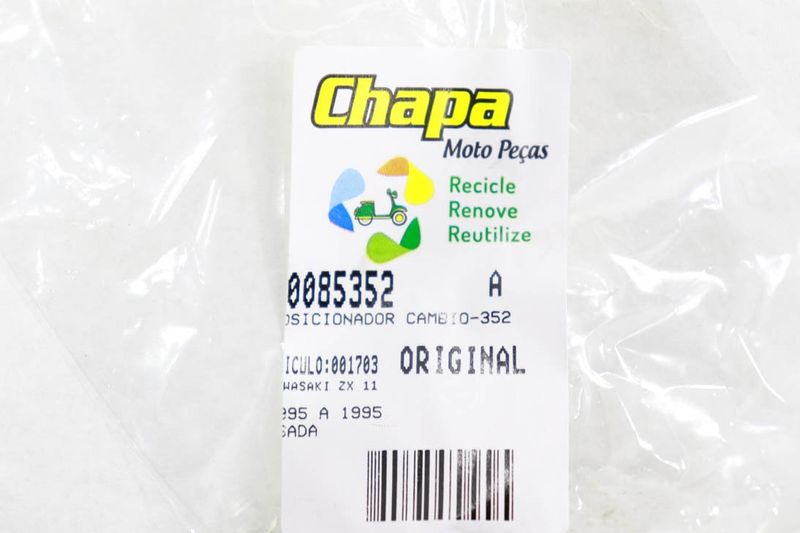 Chapa
Moto Peças
Recicle
Renove
Reutilize
0085352 A
OSICIONADOR CAMBIO-352
ICULO:001703 ORIGINAL
WASAKI ZX 11
995 A 1995
SADA